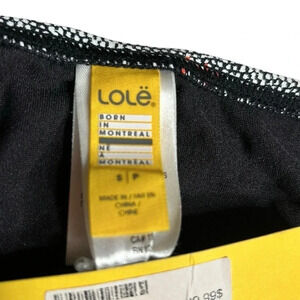 LOLË
BORN
IN
MONTREAL
NÉ
À
MONTRÉAL
S P
MADE IN / FAIT EN
CHINA /
CHINE